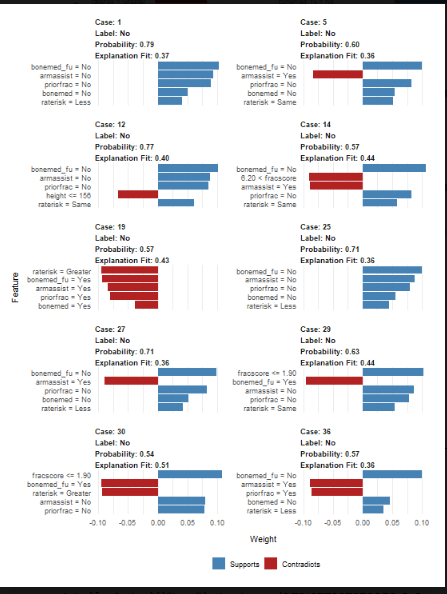 Case: 1
Label: No
Probability: 0.79
Explanation Fit: 0.37
bonemed_fu = No
armassist = No
priorfrac = No
bonemed = No
raterisk = Less
Case: 5
Label: No
Probability: 0.60
Explanation Fit: 0.36
bonemed_fu = No
armassist = Yes
priorfrac = No
bonemed = No
raterisk = Same
Case: 12
Label: No
Probability: 0.77
Explanation Fit: 0.40
bonemed_fu = No
armassist = No
priorfrac = No
height <= 156
raterisk = Same
Case: 14
Label: No
Probability: 0.57
Explanation Fit: 0.44
bonemed_fu = No
6.20 < fracscore
armassist = Yes
priorfrac = No
raterisk = Same
Case: 19
Label: No
Probability: 0.57
Explanation Fit: 0.43
raterisk = Greater
bonemed_fu = Yes
armassist = Yes
priorfrac = Yes
bonemed = Yes
Case: 25
Label: No
Probability: 0.71
Explanation Fit: 0.36
bonemed_fu = No
armassist = No
priorfrac = No
bonemed = No
raterisk = Less
Case: 27
Label: No
Probability: 0.71
Explanation Fit: 0.36
bonemed_fu = No
armassist = Yes
priorfrac = No
bonemed = No
raterisk = Less
Case: 29
Label: No
Probability: 0.63
Explanation Fit: 0.44
fracscore <= 1.90
bonemed_fu = Yes
armassist = No
priorfrac = No
raterisk = Same
Case: 30
Label: No
Probability: 0.54
Explanation Fit: 0.51
fracscore <= 1.90
bonemed_fu = Yes
raterisk = Greater
armassist = No
priorfrac = No
Case: 36
Label: No
Probability: 0.57
Explanation Fit: 0.36
bonemed_fu = No
armassist = Yes
priorfrac = Yes
bonemed = No
raterisk = Less
Feature
-0.10 -0.05 0.00 0.05 0.10
-0.10 -0.05 0.00 0.05 0.10
Weight
Supports Contradicts